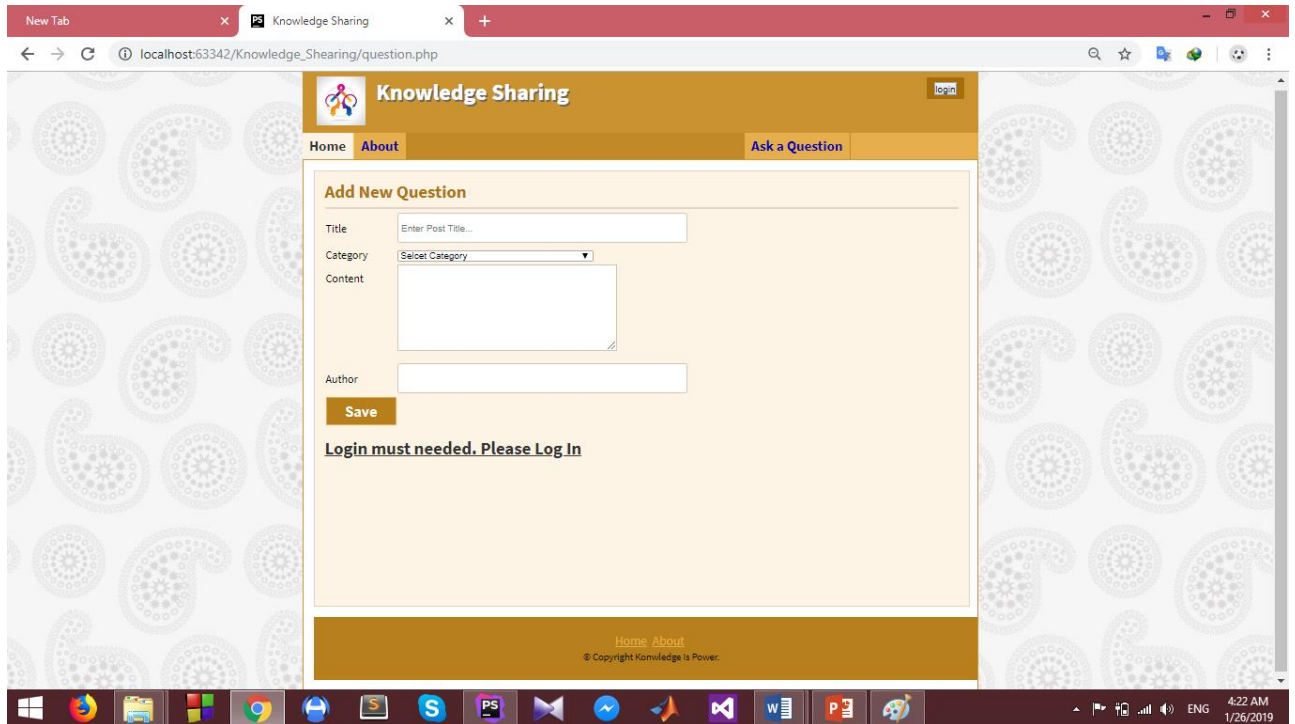 New Tab
Knowledge Sharing
localhost:63342/Knowledge_Shearing/question.php
Knowledge Sharing
login
Home About Ask a Question
Add New Question
Title Enter Post Title...
Category Selcet Category
Content
Author
Save
Login must needed. Please Log In
Home About
© Copyright Konwledge Is Power.
ENG 4:22 AM
1/26/2019